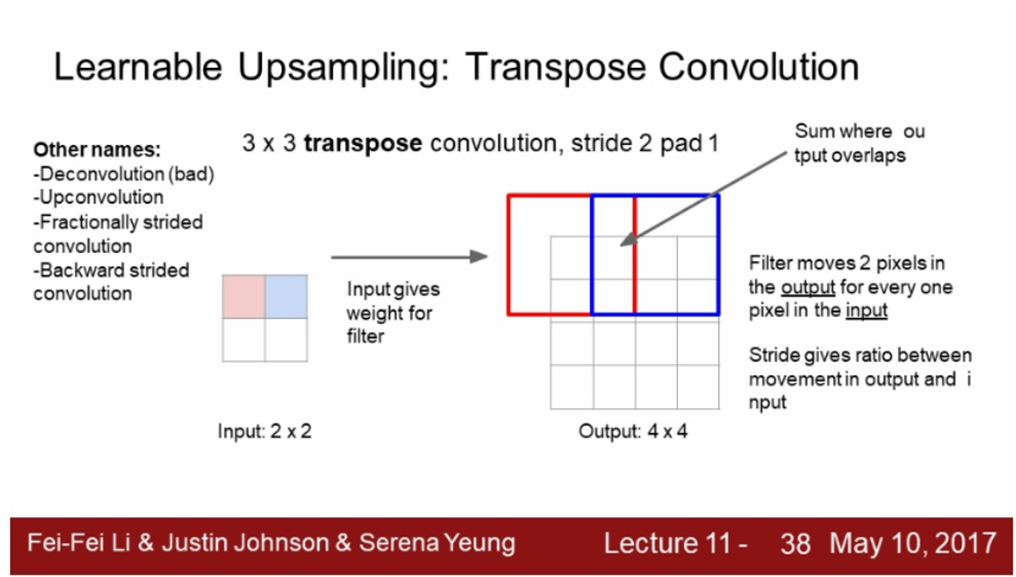 Learnable Upsampling: Transpose Convolution
Other names:
-Deconvolution (bad)
-Upconvolution
-Fractionally strided
convolution
-Backward strided
convolution
3 x 3 transpose convolution, stride 2 pad 1
Sum where ou
tput overlaps
Input gives
weight for
filter
Filter moves 2 pixels in
the output for every one
pixel in the input
Stride gives ratio between
movement in output and i
nput
Input: 2 x 2
Output: 4 x 4
Fei-Fei Li & Justin Johnson & Serena Yeung
Lecture 11 - 38 May 10, 2017